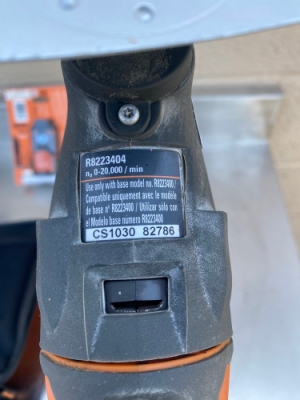 R8223404
n₀ 0-20,000 / min
Use only with base model no. R8223400./
Compatible uniquement avec le modèle
de base nº R8223400 / Utilizar solo con
el Modelo base numero R8223400
CS1030 82786